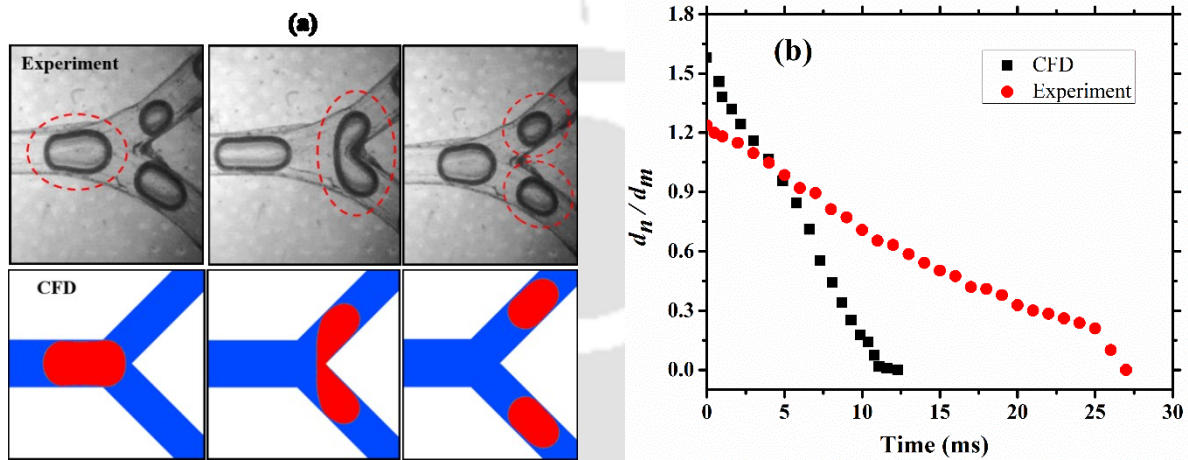 (a)
Experiment
CFD
(b)
CFD
Experiment
d_n / d_m
1.8
1.5
1.2
0.9
0.6
0.3
0.0
0 5 10 15 20 25 30
Time (ms)